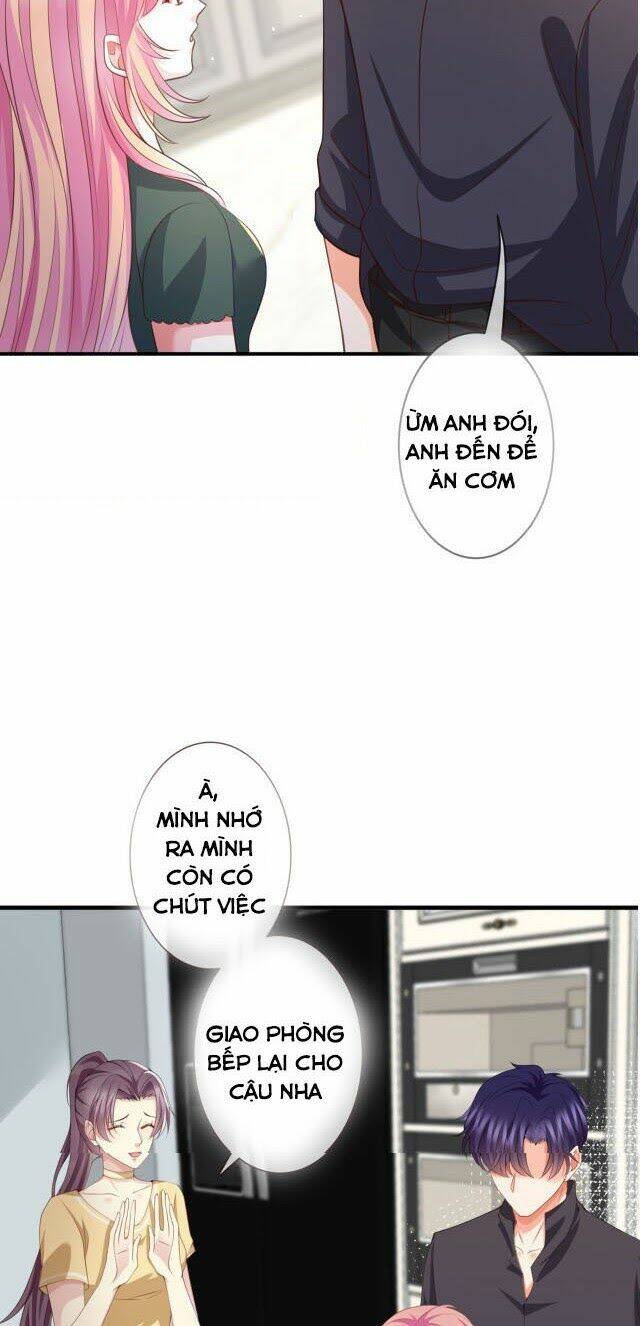 ỪM ANH ĐÓI,
ANH ĐẾN ĐỂ
ĂN CƠM
À,
MÌNH NHỚ
RA MÌNH
CÒN CÓ
CHÚT VIỆC
GIAO PHÒNG
BẾP LẠI CHO
CẬU NHA